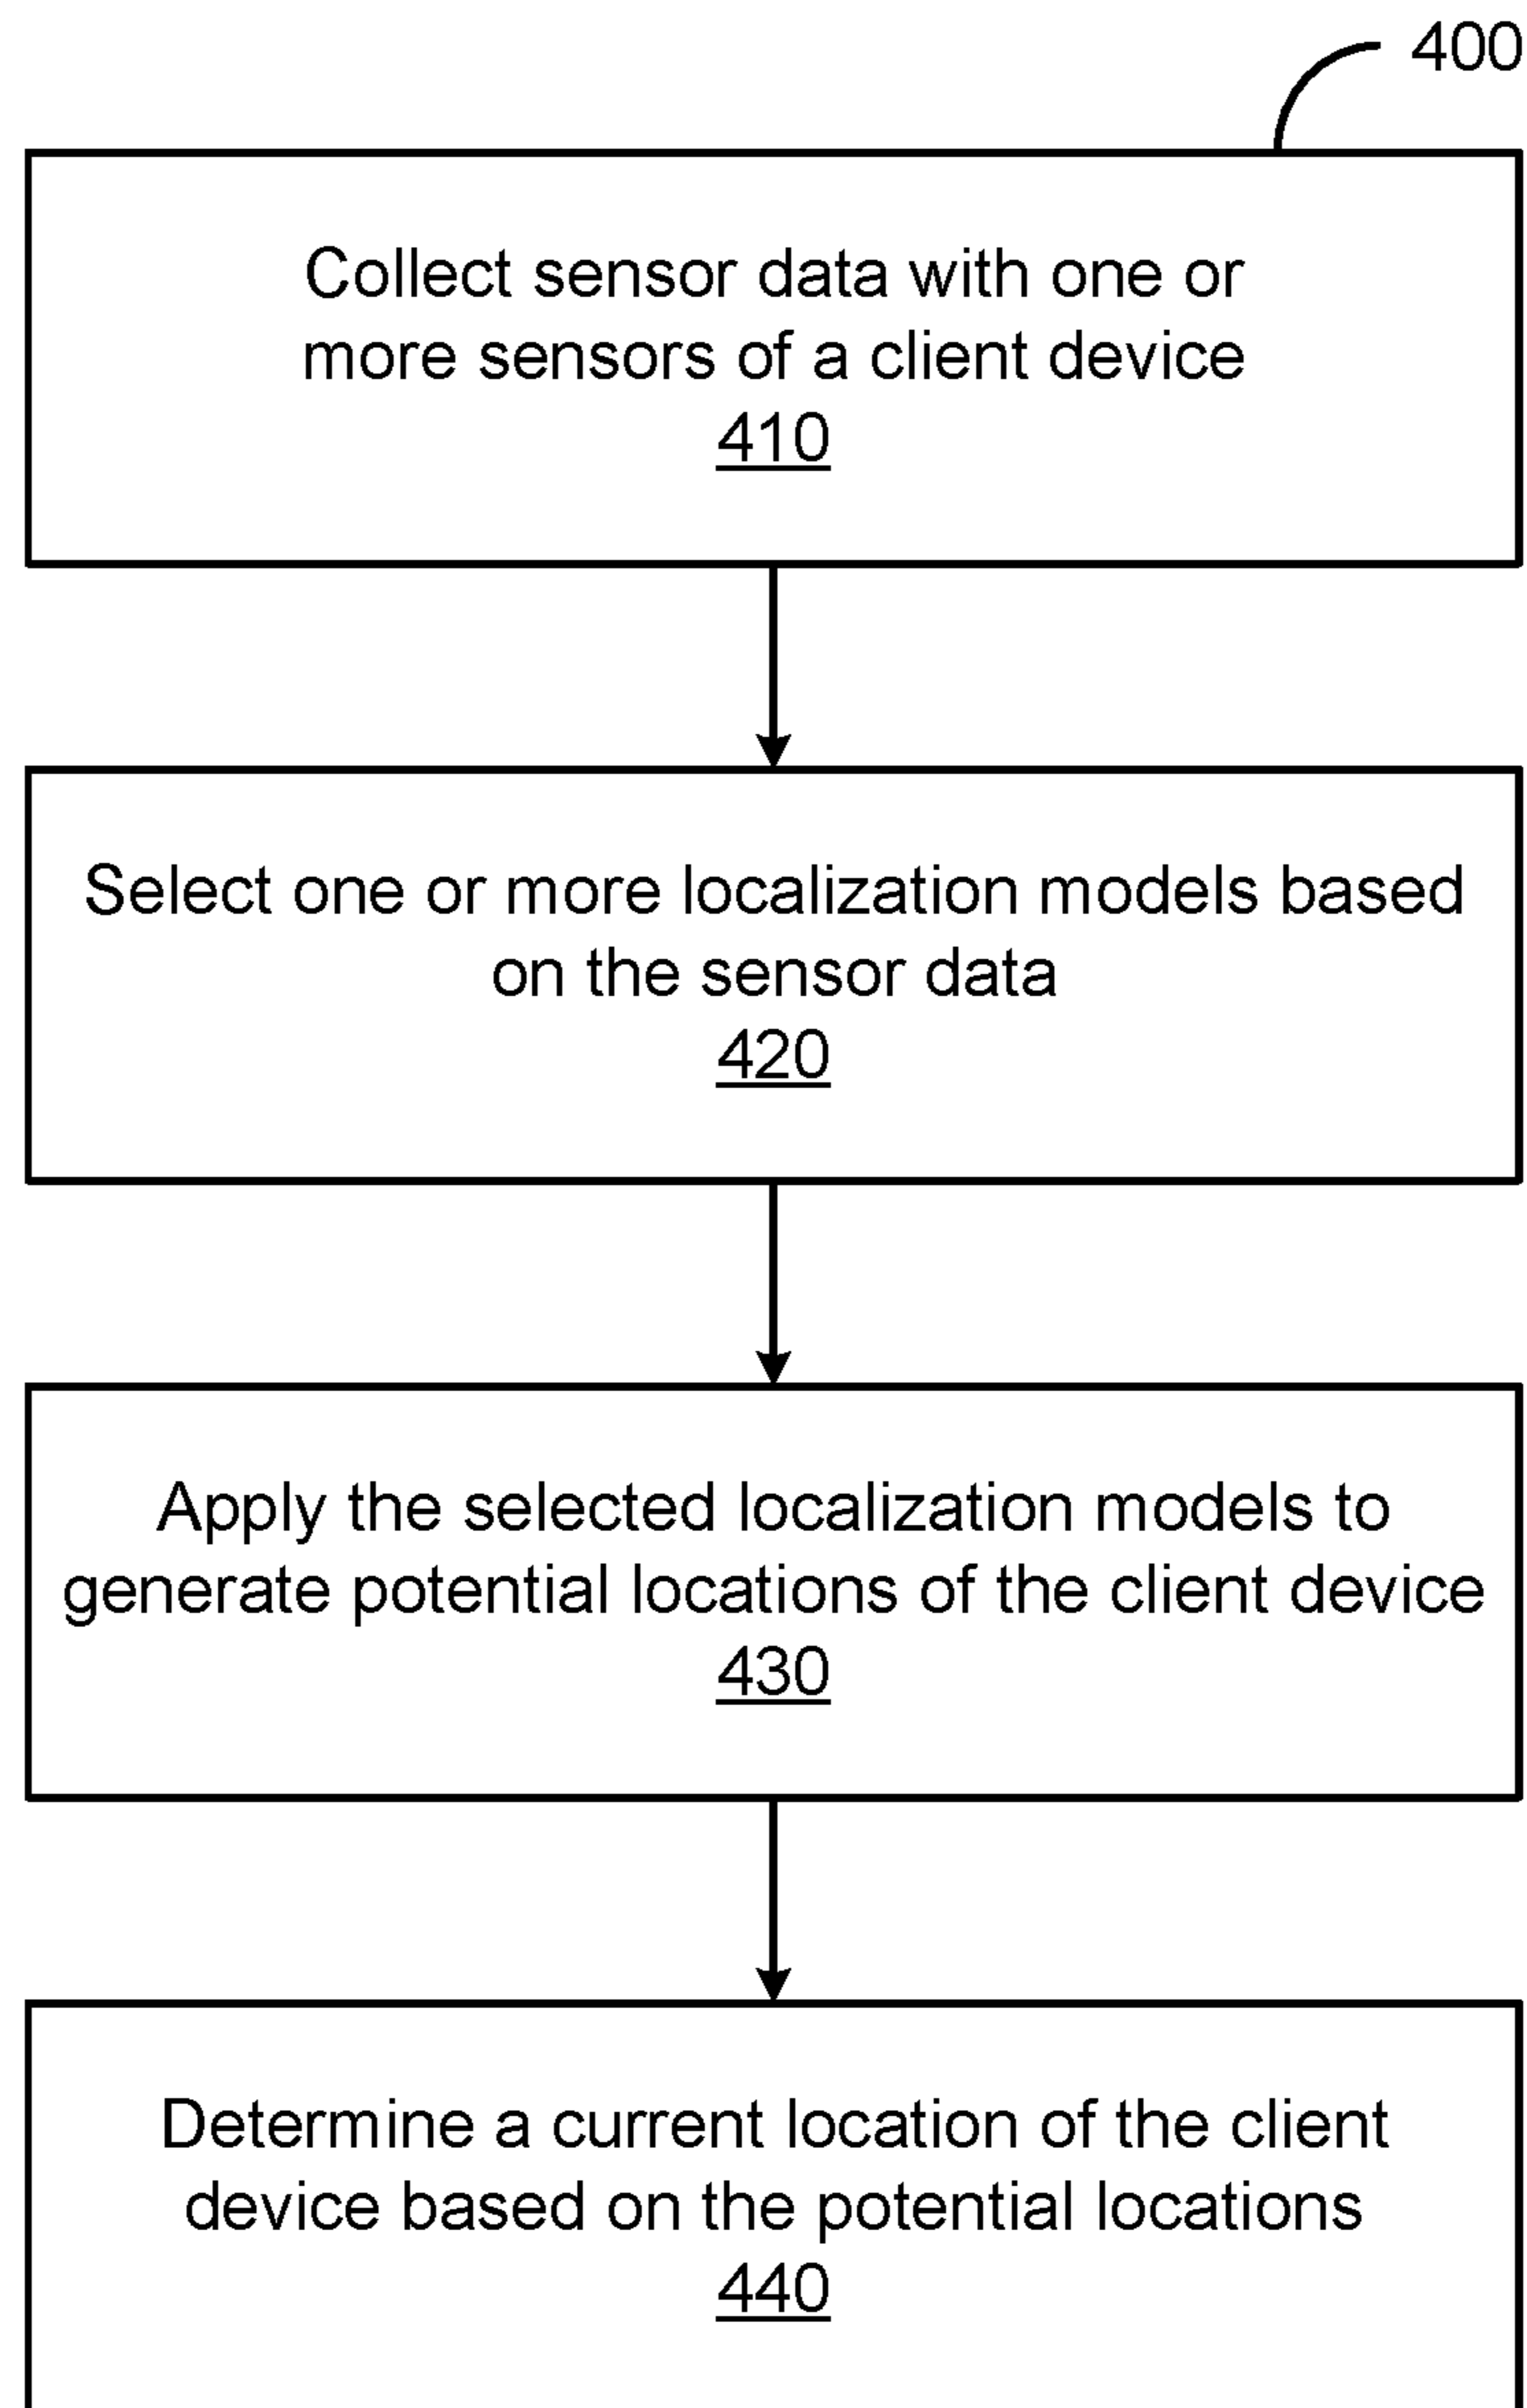 400
Collect sensor data with one or
more sensors of a client device
410
Select one or more localization models based
on the sensor data
420
Apply the selected localization models to
generate potential locations of the client device
430
Determine a current location of the client
device based on the potential locations
440